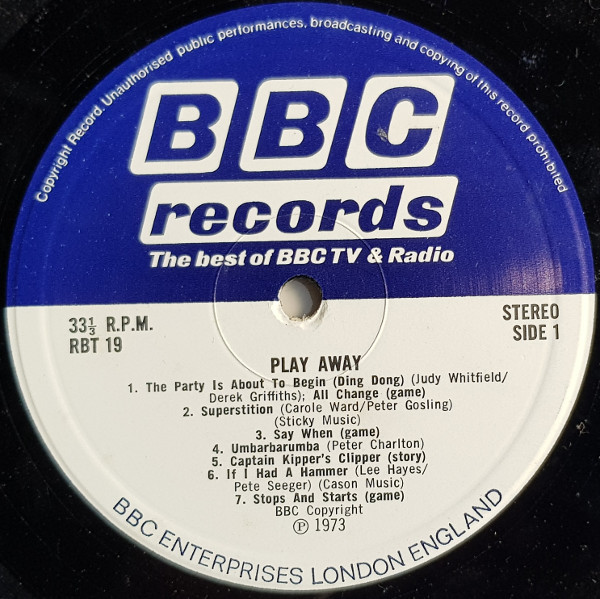 Copyright Record. Unauthorised public performances, broadcasting and copying of this record prohibited
BBC
records
The best of BBC TV & Radio
33⅓ R.P.M.
RBT 19
STEREO
SIDE 1
PLAY AWAY
1. The Party Is About To Begin (Ding Dong) (Judy Whitfield/
Derek Griffiths); All Change (game)
2. Superstition (Carole Ward/Peter Gosling)
(Sticky Music)
3. Say When (game)
4. Umbarbarumba (Peter Charlton)
5. Captain Kipper's Clipper (story)
6. If I Had A Hammer (Lee Hayes/
Pete Seeger) (Cason Music)
7. Stops And Starts (game)
BBC Copyright
℗ 1973
BBC ENTERPRISES LONDON ENGLAND